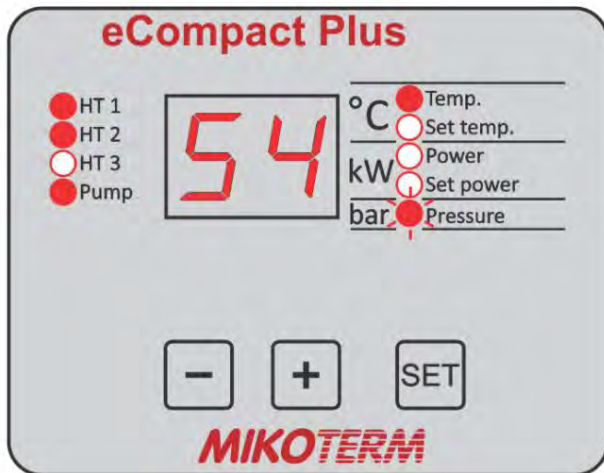 eCompact Plus
HT 1
HT 2
HT 3
Pump
54
°C
Temp.
Set temp.
kW
Power
Set power
bar
Pressure
-
+
SET
MIKOTERM